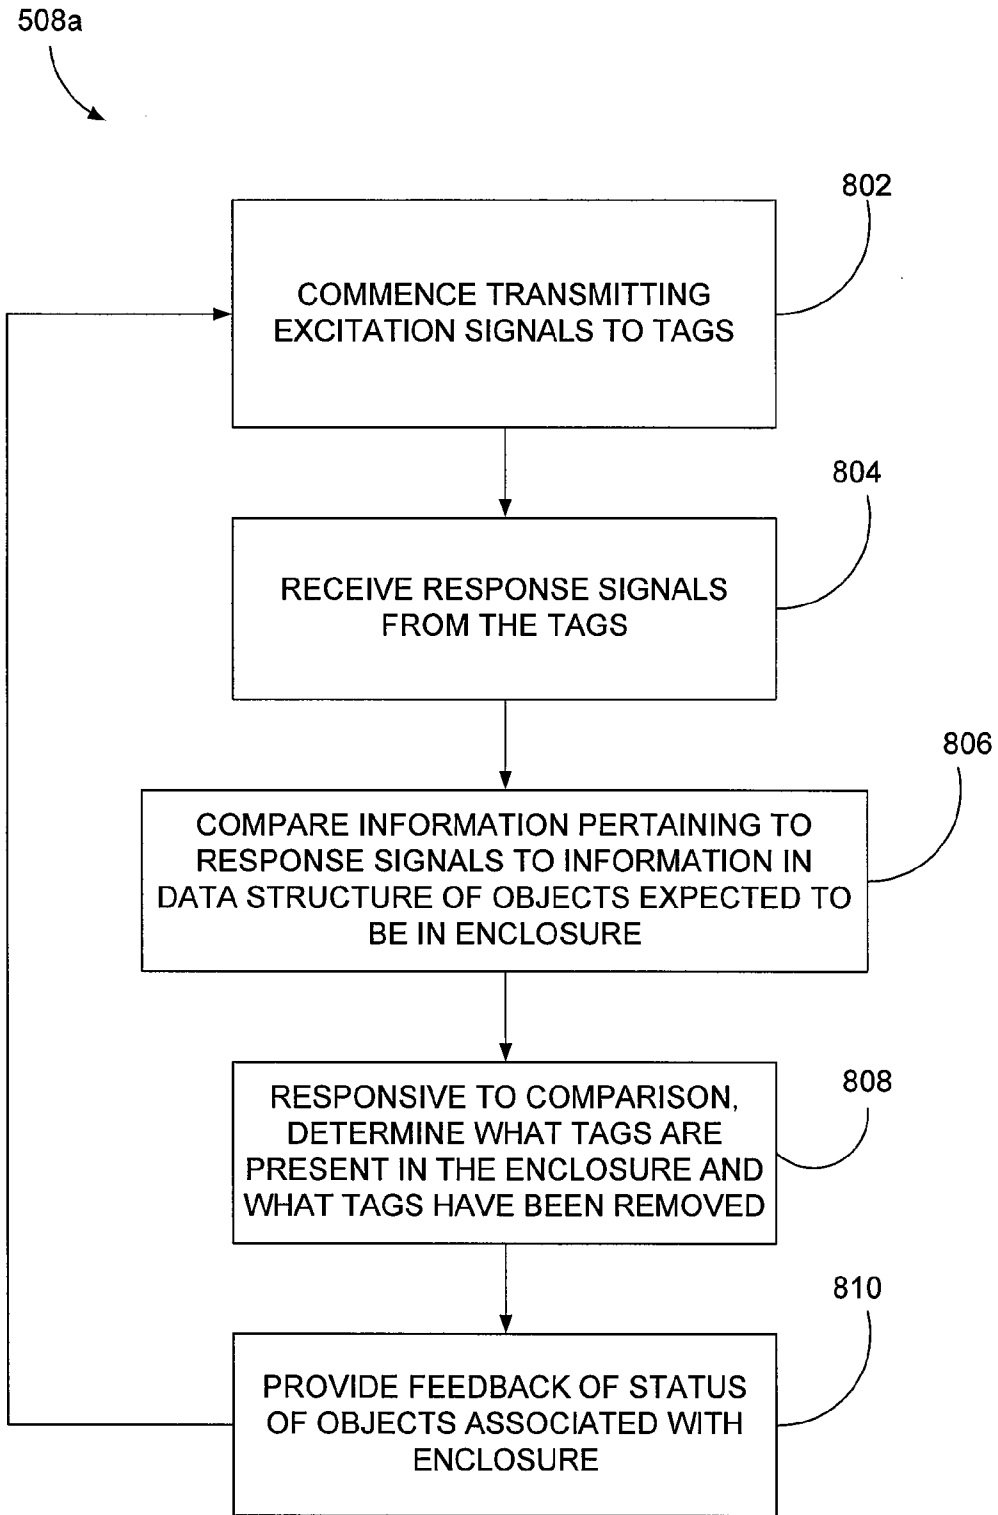 508a
802
COMMENCE TRANSMITTING
EXCITATION SIGNALS TO TAGS
804
RECEIVE RESPONSE SIGNALS
FROM THE TAGS
806
COMPARE INFORMATION PERTAINING TO
RESPONSE SIGNALS TO INFORMATION IN
DATA STRUCTURE OF OBJECTS EXPECTED TO
BE IN ENCLOSURE
808
RESPONSIVE TO COMPARISON,
DETERMINE WHAT TAGS ARE
PRESENT IN THE ENCLOSURE AND
WHAT TAGS HAVE BEEN REMOVED
810
PROVIDE FEEDBACK OF STATUS
OF OBJECTS ASSOCIATED WITH
ENCLOSURE